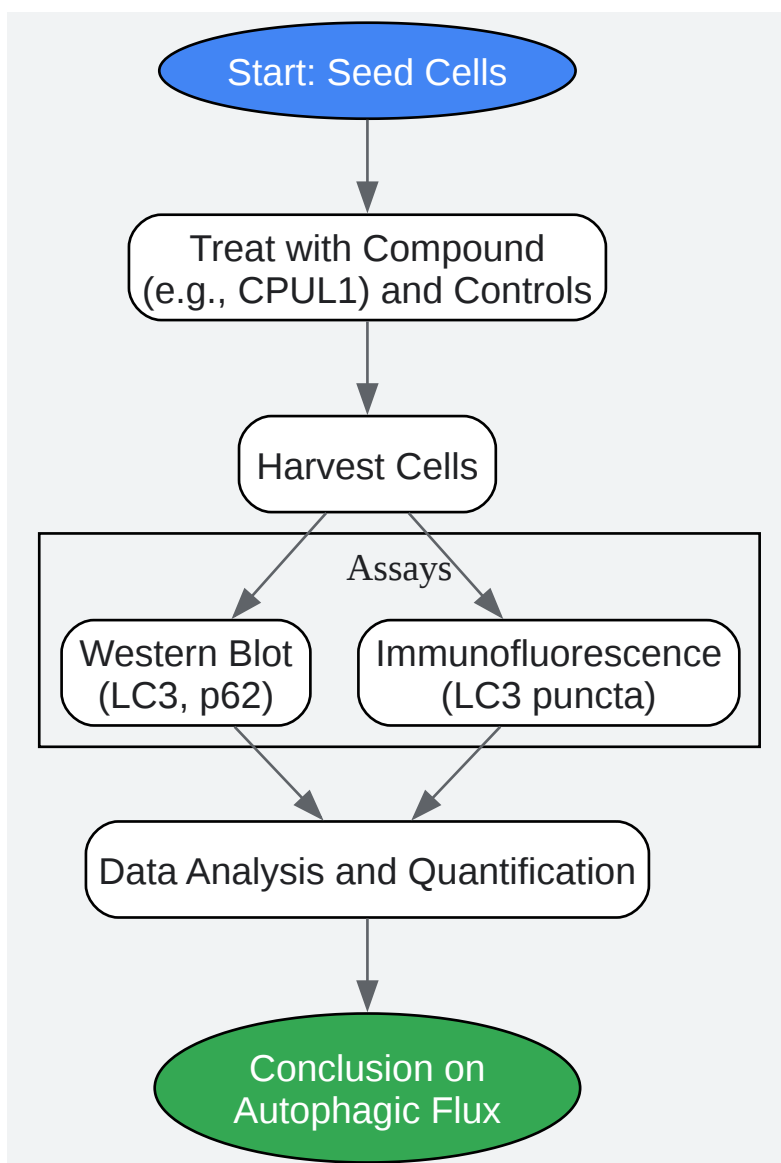 Start: Seed Cells
Treat with Compound
(e.g., CPUL1) and Controls
Harvest Cells
Assays
Western Blot
(LC3, p62)
Immunofluorescence
(LC3 puncta)
Data Analysis and Quantification
Conclusion on
Autophagic Flux